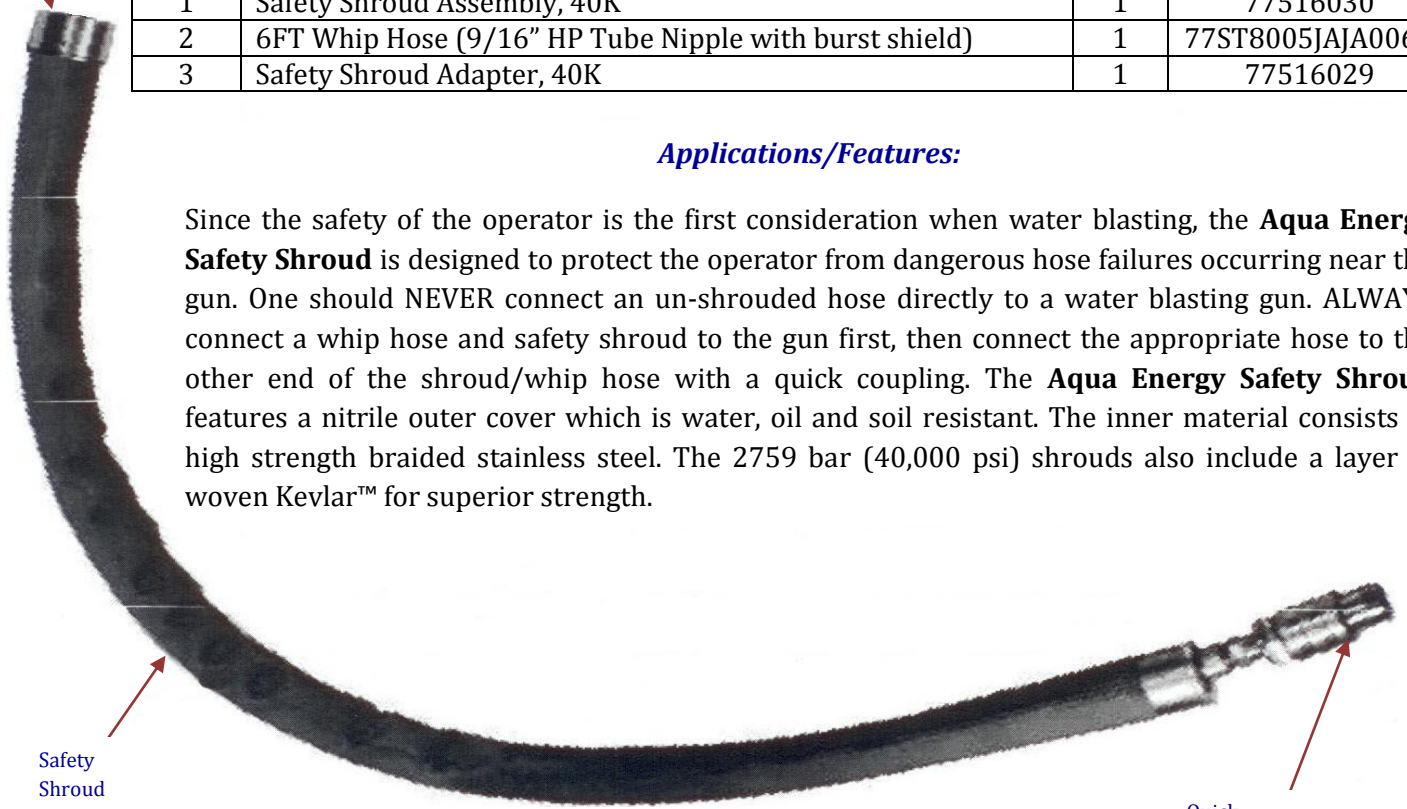 1 Safety Shroud Assembly, 40K 1 77516030
2 6FT Whip Hose (9/16” HP Tube Nipple with burst shield) 1 77ST8005JAJA006
3 Safety Shroud Adapter, 40K 1 77516029
Applications/Features:
Since the safety of the operator is the first consideration when water blasting, the Aqua Energ
Safety Shroud is designed to protect the operator from dangerous hose failures occurring near th
gun. One should NEVER connect an un-shrouded hose directly to a water blasting gun. ALWAY
connect a whip hose and safety shroud to the gun first, then connect the appropriate hose to th
other end of the shroud/whip hose with a quick coupling. The Aqua Energy Safety Shrou
features a nitrile outer cover which is water, oil and soil resistant. The inner material consists
high strength braided stainless steel. The 2759 bar (40,000 psi) shrouds also include a layer
woven Kevlar™ for superior strength.
Safety
Shroud
Quick